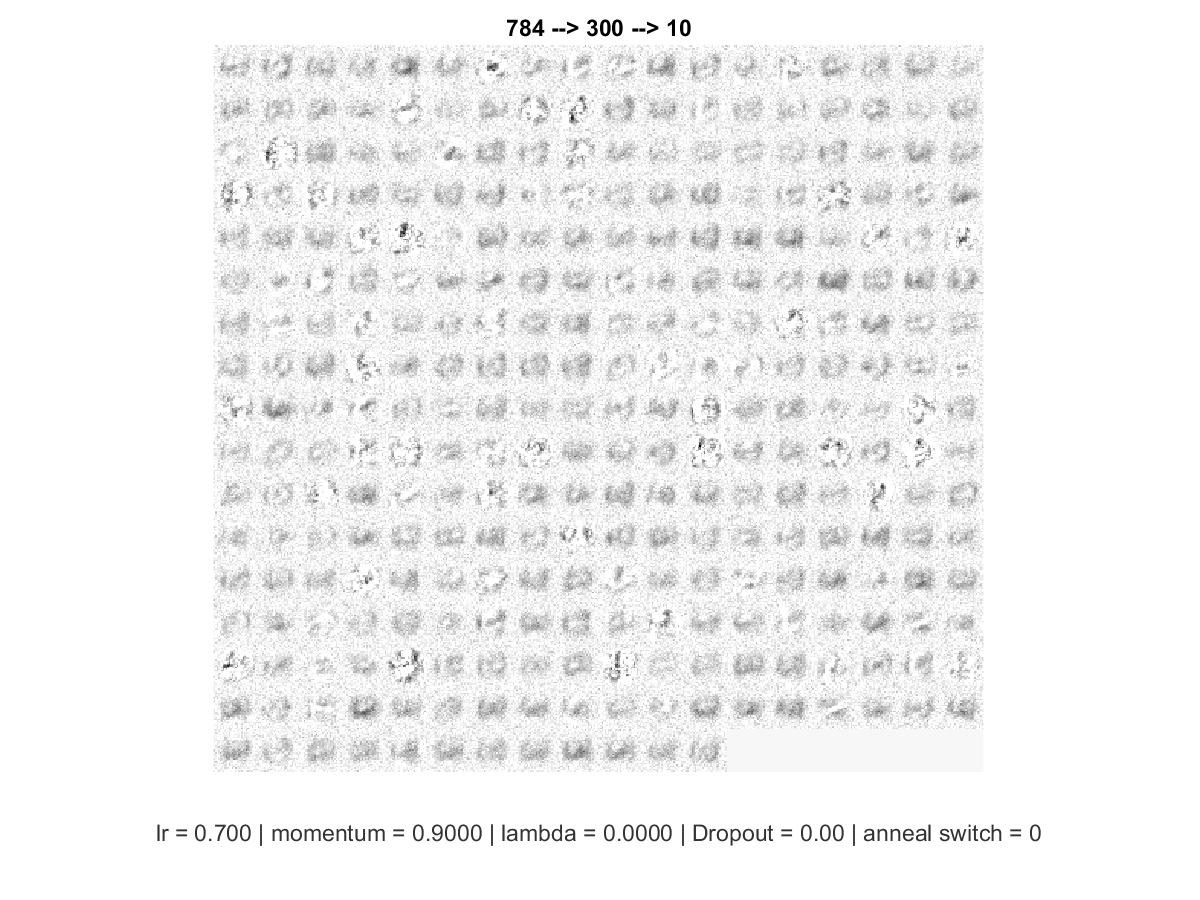 784 --> 300 --> 10
lr = 0.700 | momentum = 0.9000 | lambda = 0.0000 | Dropout = 0.00 | anneal switch = 0